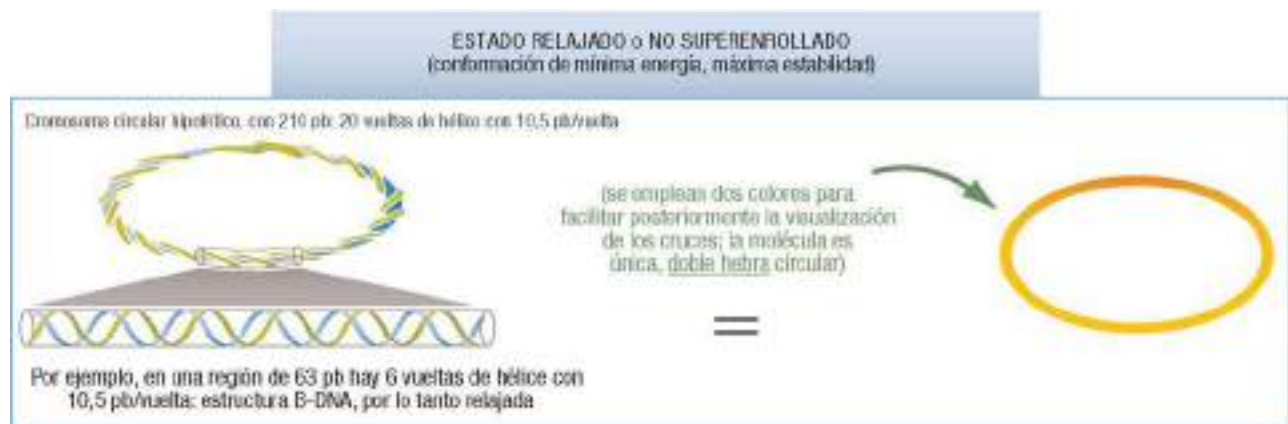 ESTADO RELAJADO o NO SUPERENROLLADO
(conformación de mínima energía, máxima estabilidad)
Cromosoma circular hipotético, con 210 pb: 20 vueltas de hélice con 10,5 pb/vuelta
(se emplean dos colores para
facilitar posteriormente la visualización
de los cruces; la molécula es
única, doble hebra circular)
=
Por ejemplo, en una región de 63 pb hay 6 vueltas de hélice con
10,5 pb/vuelta: estructura B-DNA, por lo tanto relajada